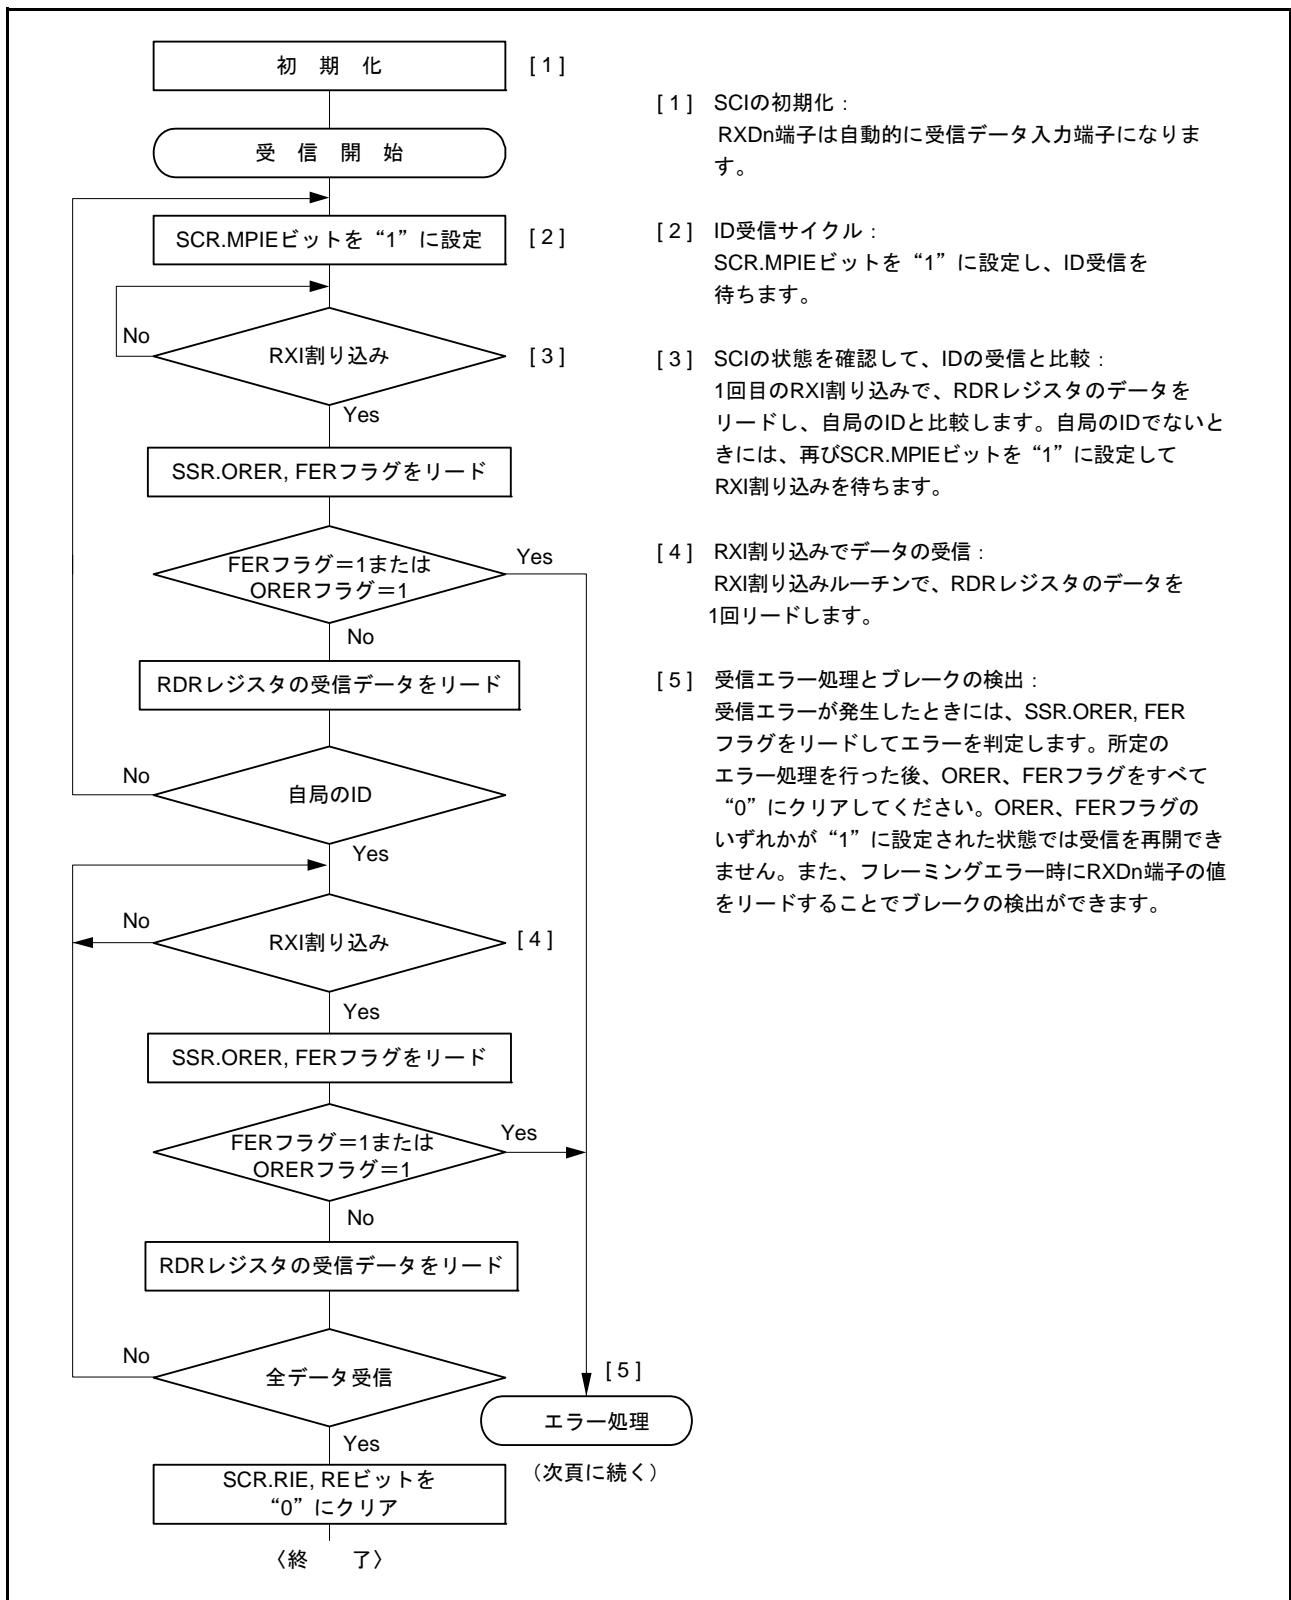 初 期 化
[ 1 ]
受 信 開 始
SCR.MPIEビットを“1”に設定
[ 2 ]
No
RXI割り込み
[ 3 ]
Yes
SSR.ORER, FERフラグをリード
FERフラグ=1または
ORERフラグ=1
Yes
No
RDRレジスタの受信データをリード
No
自局のID
Yes
No
RXI割り込み
[ 4 ]
Yes
SSR.ORER, FERフラグをリード
FERフラグ=1または
ORERフラグ=1
Yes
No
RDRレジスタの受信データをリード
No
全データ受信
[ 5 ]
エラー処理
(次頁に続く)
Yes
SCR.RIE, REビットを
“0”にクリア
〈終 了〉
[ 1 ] SCIの初期化:
RXDn端子は自動的に受信データ入力端子になりま
す。
[ 2 ] ID受信サイクル:
SCR.MPIEビットを“1”に設定し、ID受信を
待ちます。
[ 3 ] SCIの状態を確認して、IDの受信と比較:
1回目のRXI割り込みで、RDRレジスタのデータを
リードし、自局のIDと比較します。自局のIDでないと
きには、再びSCR.MPIEビットを“1”に設定して
RXI割り込みを待ちます。
[ 4 ] RXI割り込みでデータの受信:
RXI割り込みルーチンで、RDRレジスタのデータを
1回リードします。
[ 5 ] 受信エラー処理とブレークの検出:
受信エラーが発生したときには、SSR.ORER, FER
フラグをリードしてエラーを判定します。所定の
エラー処理を行った後、ORER、FERフラグをすべて
“0”にクリアしてください。ORER、FERフラグの
いずれかが“1”に設定された状態では受信を再開でき
ません。また、フレーミングエラー時にRXDn端子の値
をリードすることでブレークの検出ができます。